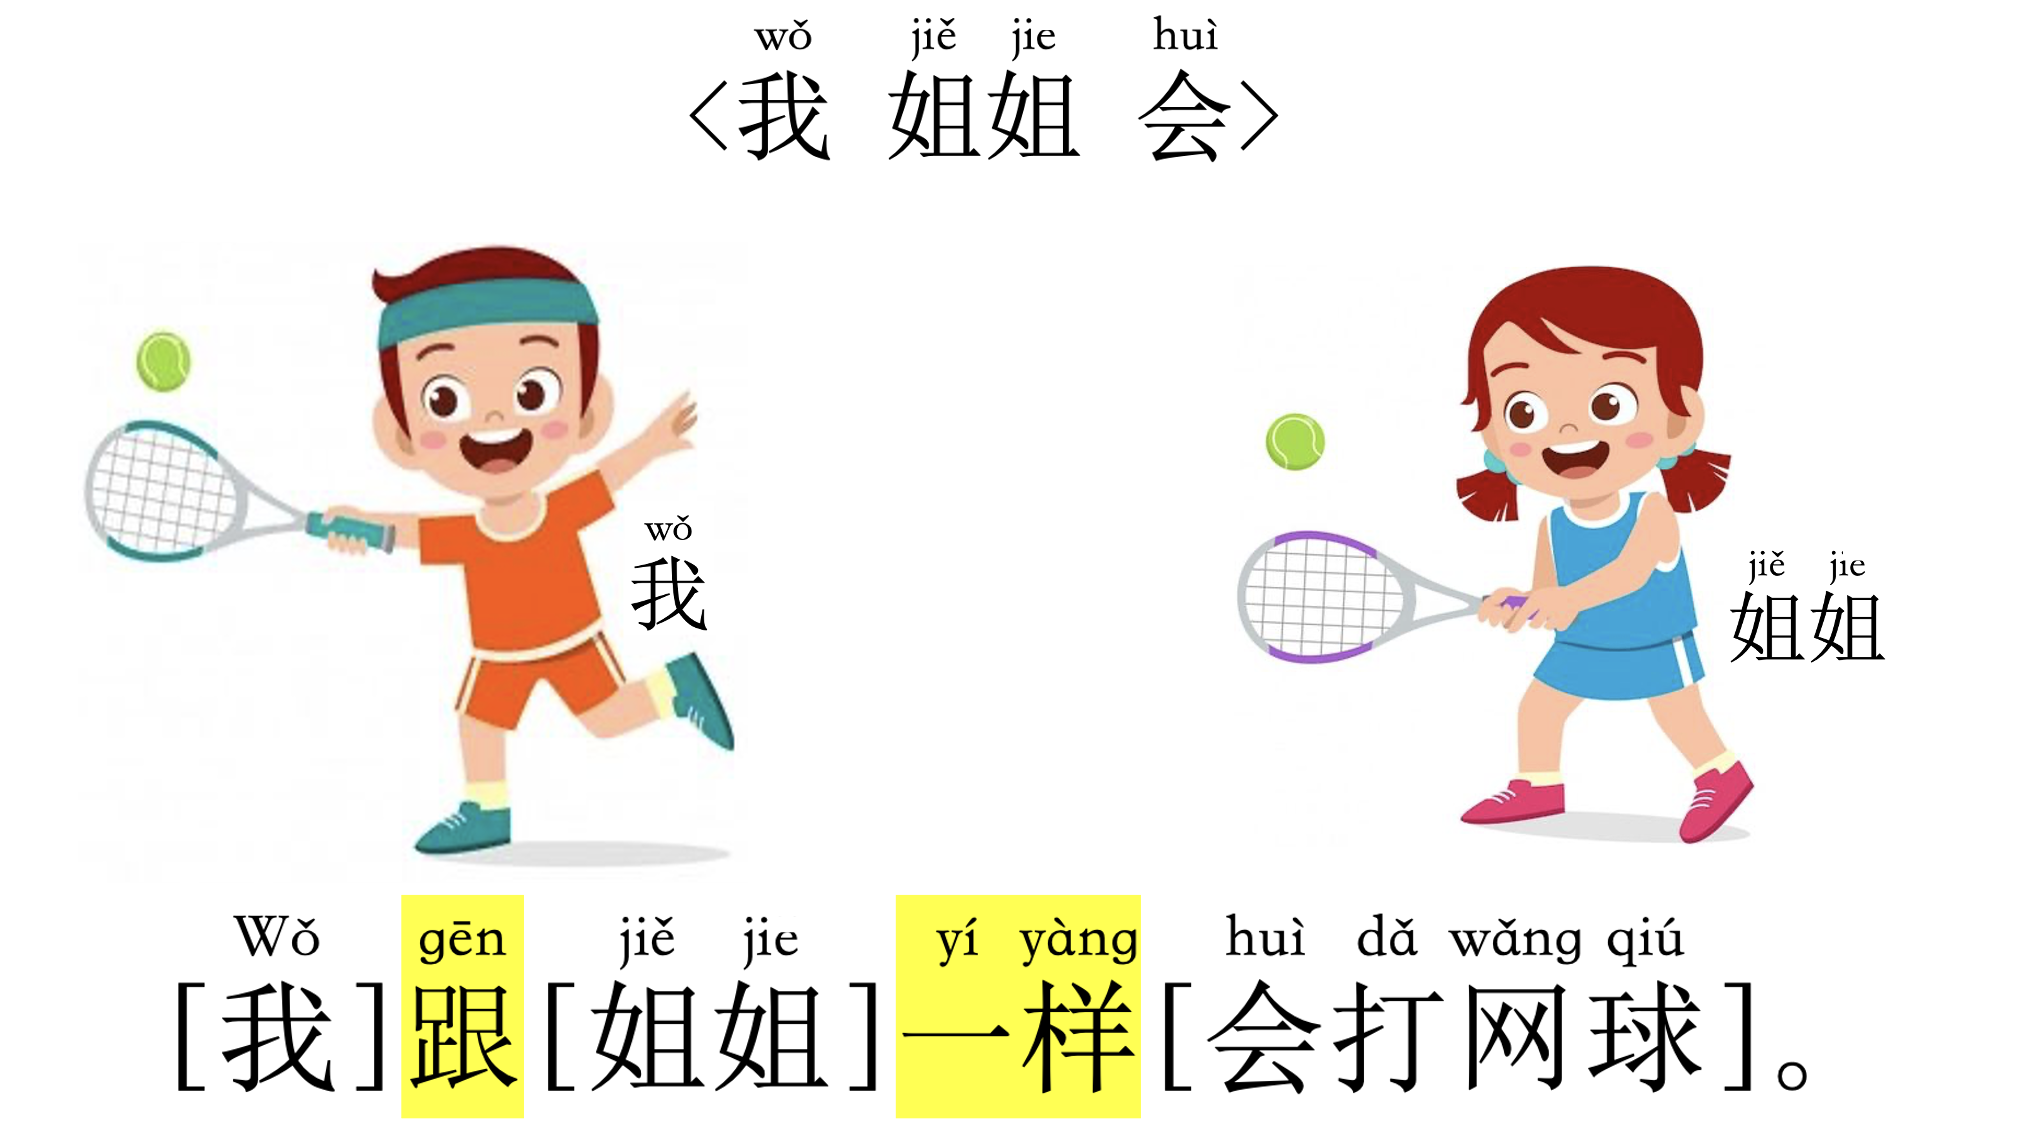 wǒ jiě jie huì
<我 姐姐 会>
wǒ
我
jiě jie
姐姐
Wǒ gēn jiě jie yí yàng huì dǎ wǎng qiú
[我]跟[姐姐]一样[会打网球]。